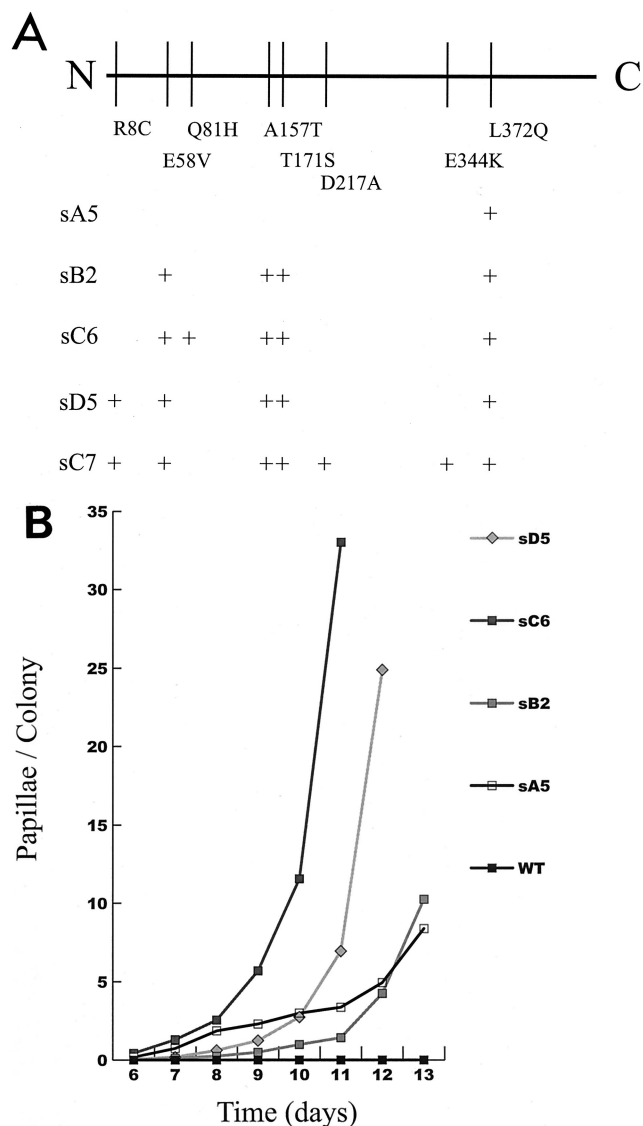 A
N C
R8C Q81H A157T L372Q
E58V T171S E344K
D217A
sA5 +
sB2 + + + +
sC6 + + + + +
sD5 + + + + +
sC7 + + + + + + +
B
35
30
25
20
15
10
5
0
6 7 8 9 10 11 12 13
Papillae / Colony
Time (days)
sD5
sC6
sB2
sA5
WT